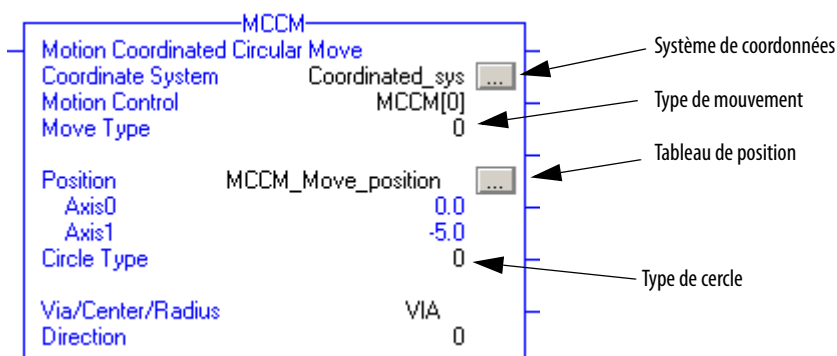 MCCM
Motion Coordinated Circular Move
Coordinate System Coordinated_sys ...
Motion Control MCCM[0]
Move Type 0
Position MCCM_Move_position ...
Axis0 0.0
Axis1 -5.0
Circle Type 0
Via/Center/Radius VIA
Direction 0
Système de coordonnées
Type de mouvement
Tableau de position
Type de cercle